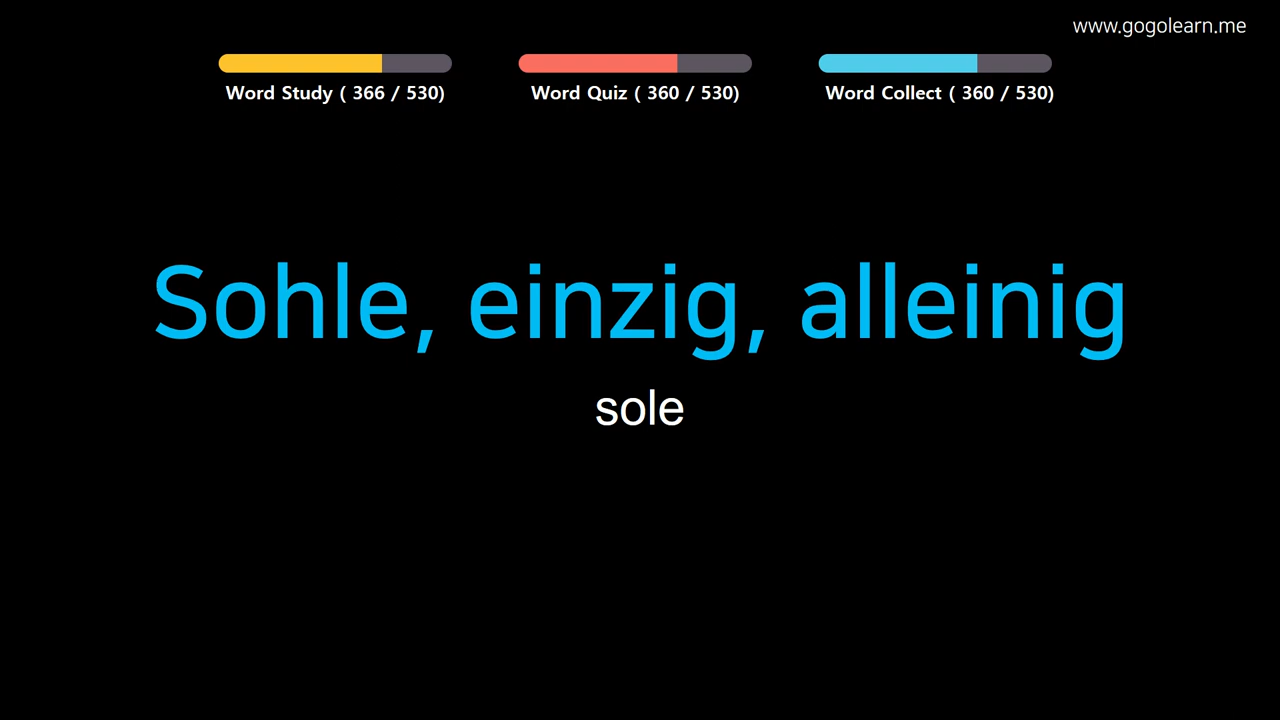 www.gogolearn.me
Word Study ( 366 / 530)
Word Quiz ( 360 / 530)
Word Collect ( 360 / 530)
Sohle, einzig, alleinig
sole